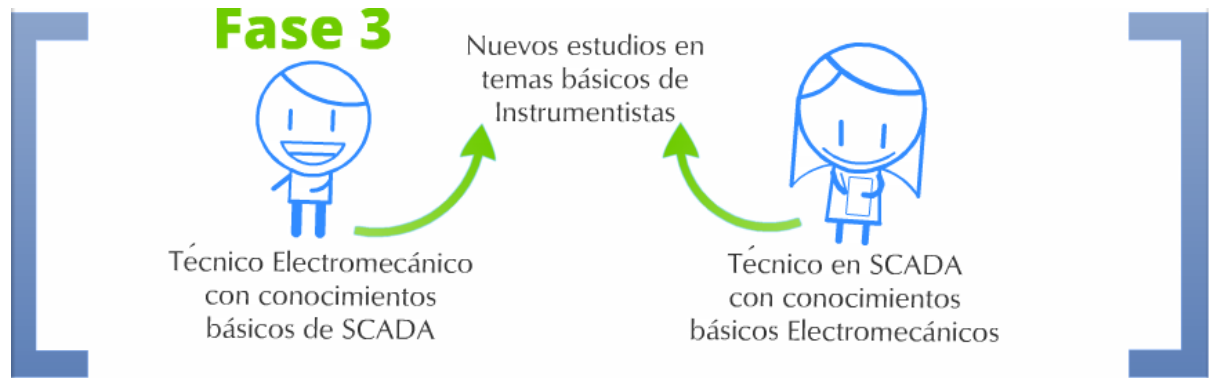 Fase 3
Nuevos estudios en
temas básicos de
Instrumentistas
Técnico Electromecánico
con conocimientos
básicos de SCADA
Técnico en SCADA
con conocimientos
básicos Electromecánicos